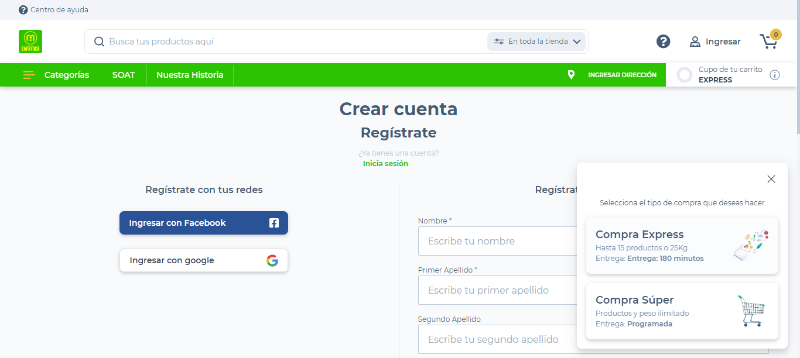 Centro de ayuda
m
Busca tus productos aquí
En toda la tienda
Ingresar
0
Categorías
SOAT
Nuestra Historia
INGRESAR DIRECCIÓN
Cupo de tu carrito
EXPRESS
Crear cuenta
Regístrate
¿Ya tienes una cuenta?
Inicia sesión
Regístrate con tus redes
Ingresar con Facebook
Ingresar con google
Regístrat
Nombre *
Escribe tu nombre
Primer Apellido *
Escribe tu primer apellido
Segundo Apellido
Escribe tu segundo apellido
Selecciona el tipo de compra que deseas hacer
Compra Express
Hasta 15 productos o 25Kg
Entrega: Entrega: 180 minutos
Compra Súper
Productos y peso ilimitado
Entrega: Programada